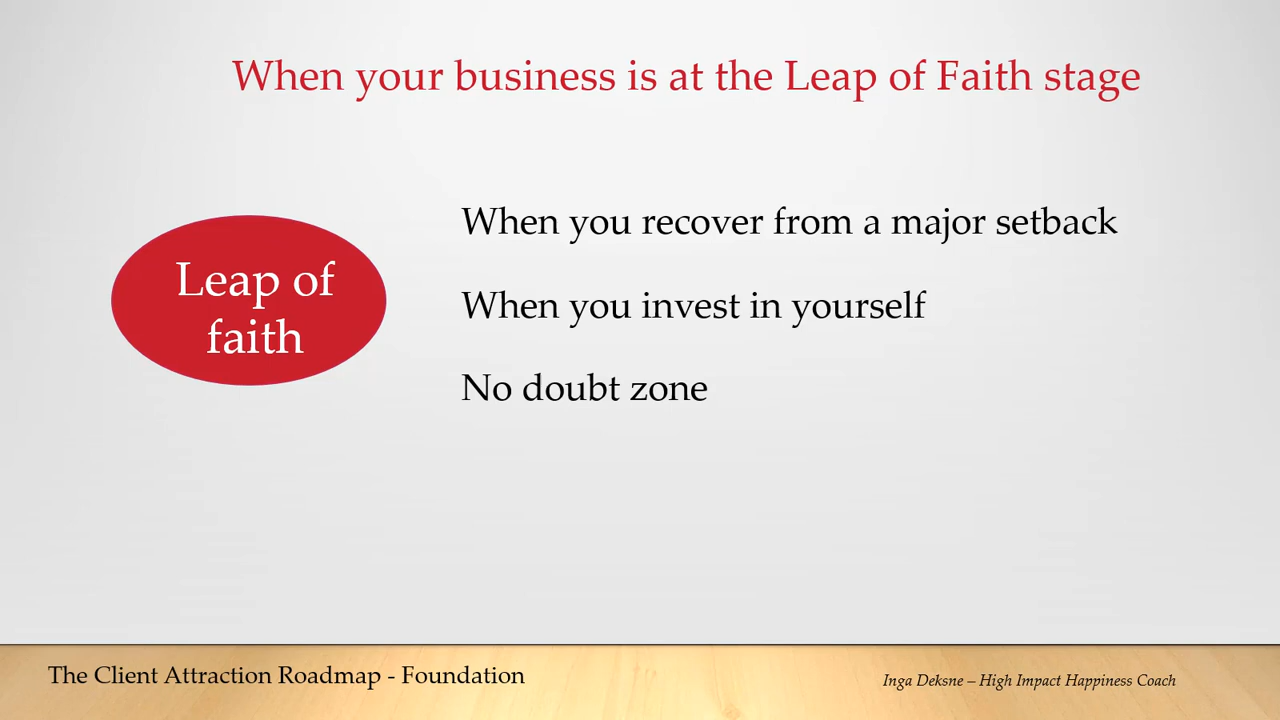 When your business is at the Leap of Faith stage
Leap of
faith
When you recover from a major setback
When you invest in yourself
No doubt zone
The Client Attraction Roadmap - Foundation
Inga Deksne – High Impact Happiness Coach